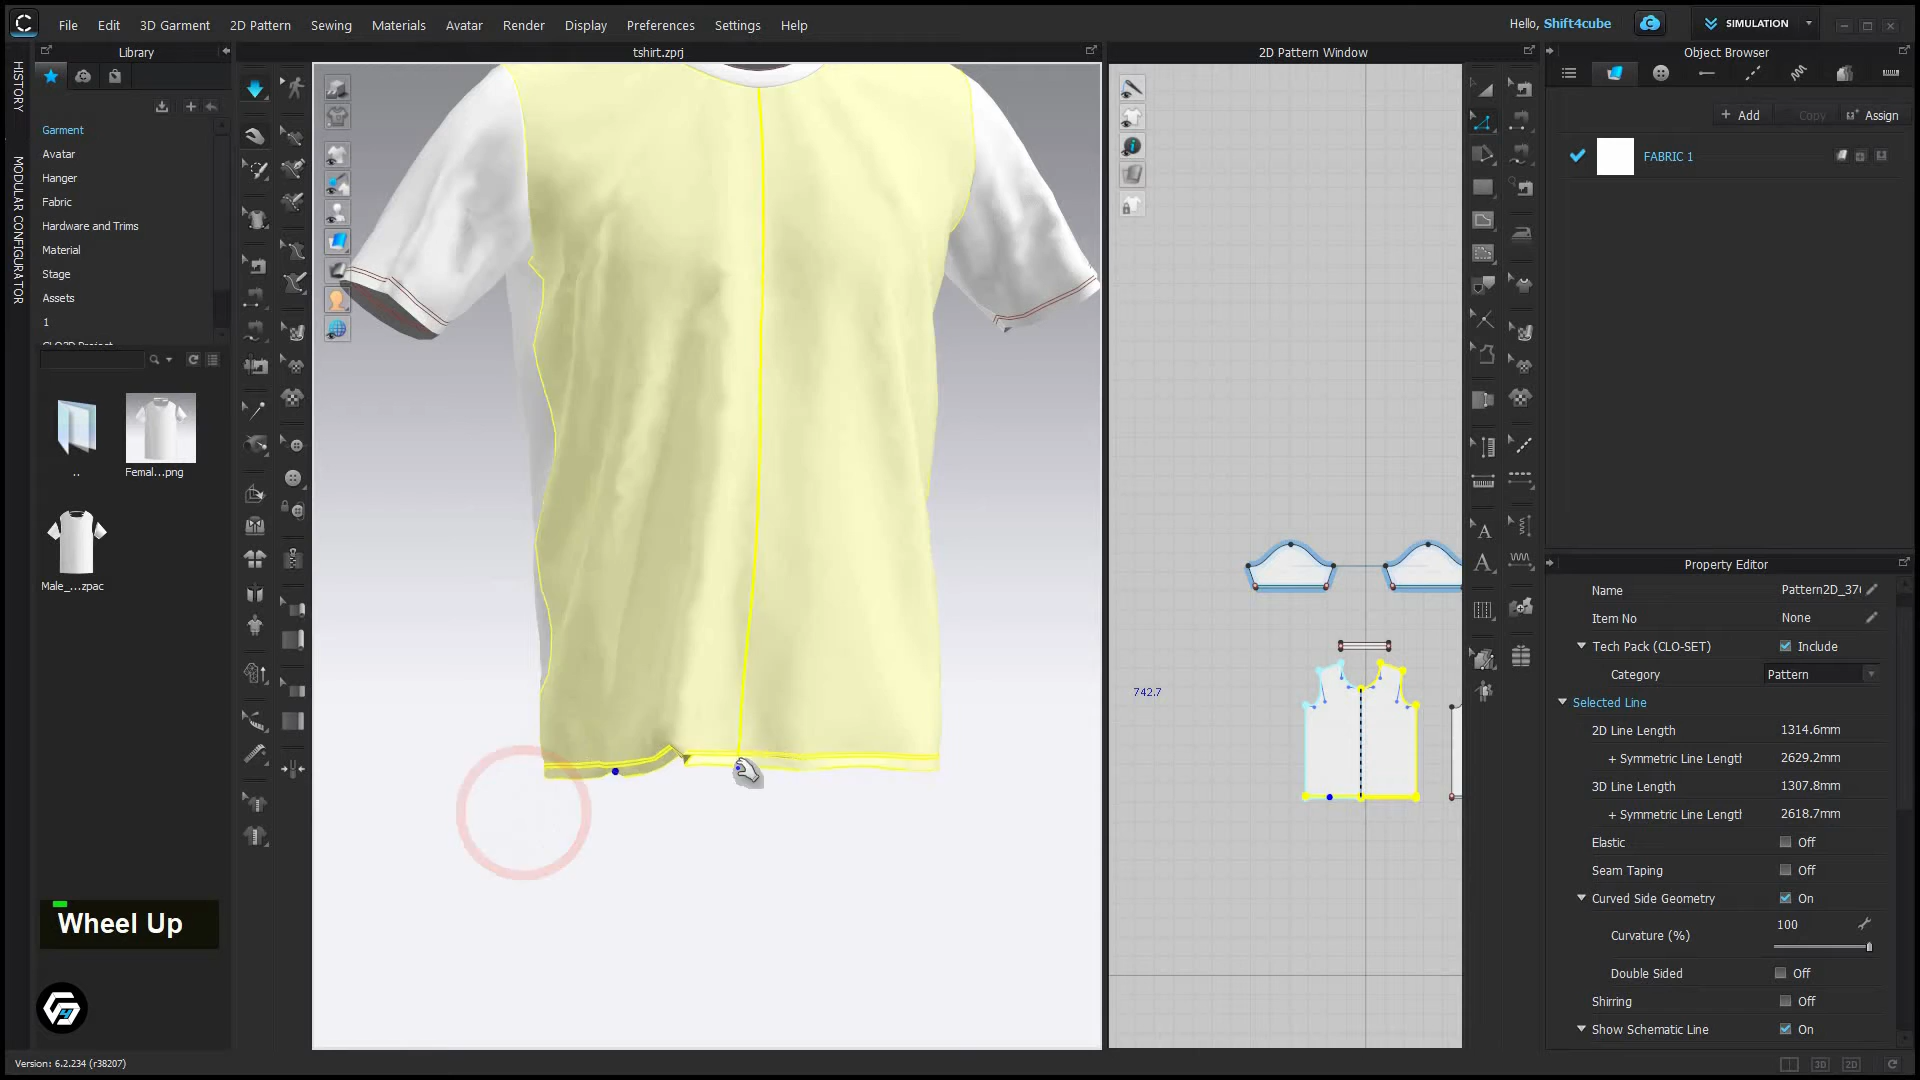 File
Edit
3D Garment
2D Pattern
Sewing
Materials
Avatar
Render
Display
Preferences
Settings
Help
Hello, Shift4cube
SIMULATION
Library
tshirt.zprj
2D Pattern Window
Object Browser
HISTORY
MODULAR CONFIGURATOR
Garment
Avatar
Hanger
Fabric
Hardware and Trims
Material
Stage
Assets
1
..
Femal...png
Male_...zpac
Wheel Up
Version: 6.2.234 (r38207)
742.7
Add
Copy
Assign
FABRIC 1
Property Editor
Name Pattern2D_37
Item No None
Tech Pack (CLO-SET) Include
Category Pattern
Selected Line
2D Line Length 1314.6mm
+ Symmetric Line Length 2629.2mm
3D Line Length 1307.8mm
+ Symmetric Line Length 2618.7mm
Elastic Off
Seam Taping Off
Curved Side Geometry On
Curvature (%) 100
Double Sided Off
Shirring Off
Show Schematic Line On
3D
2D